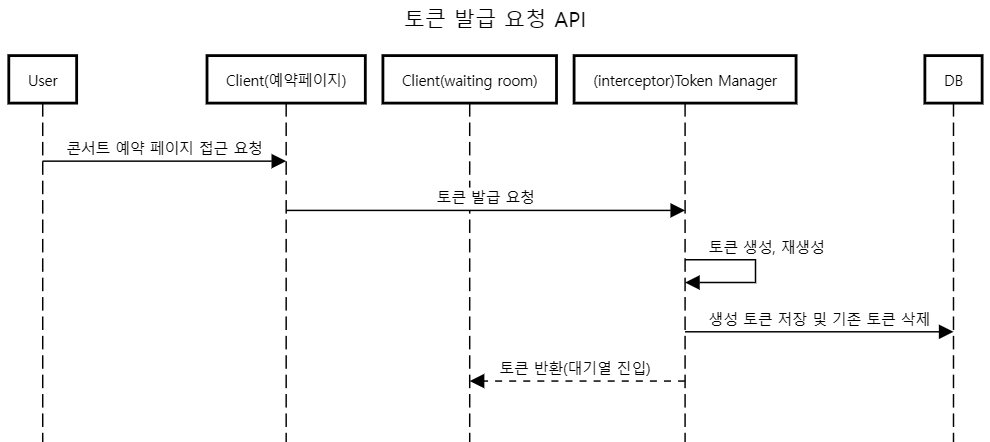 토큰 발급 요청 API
User
Client(예약페이지)
Client(waiting room)
(interceptor)Token Manager
DB
콘서트 예약 페이지 접근 요청
토큰 발급 요청
토큰 생성, 재생성
생성 토큰 저장 및 기존 토큰 삭제
토큰 반환(대기열 진입)